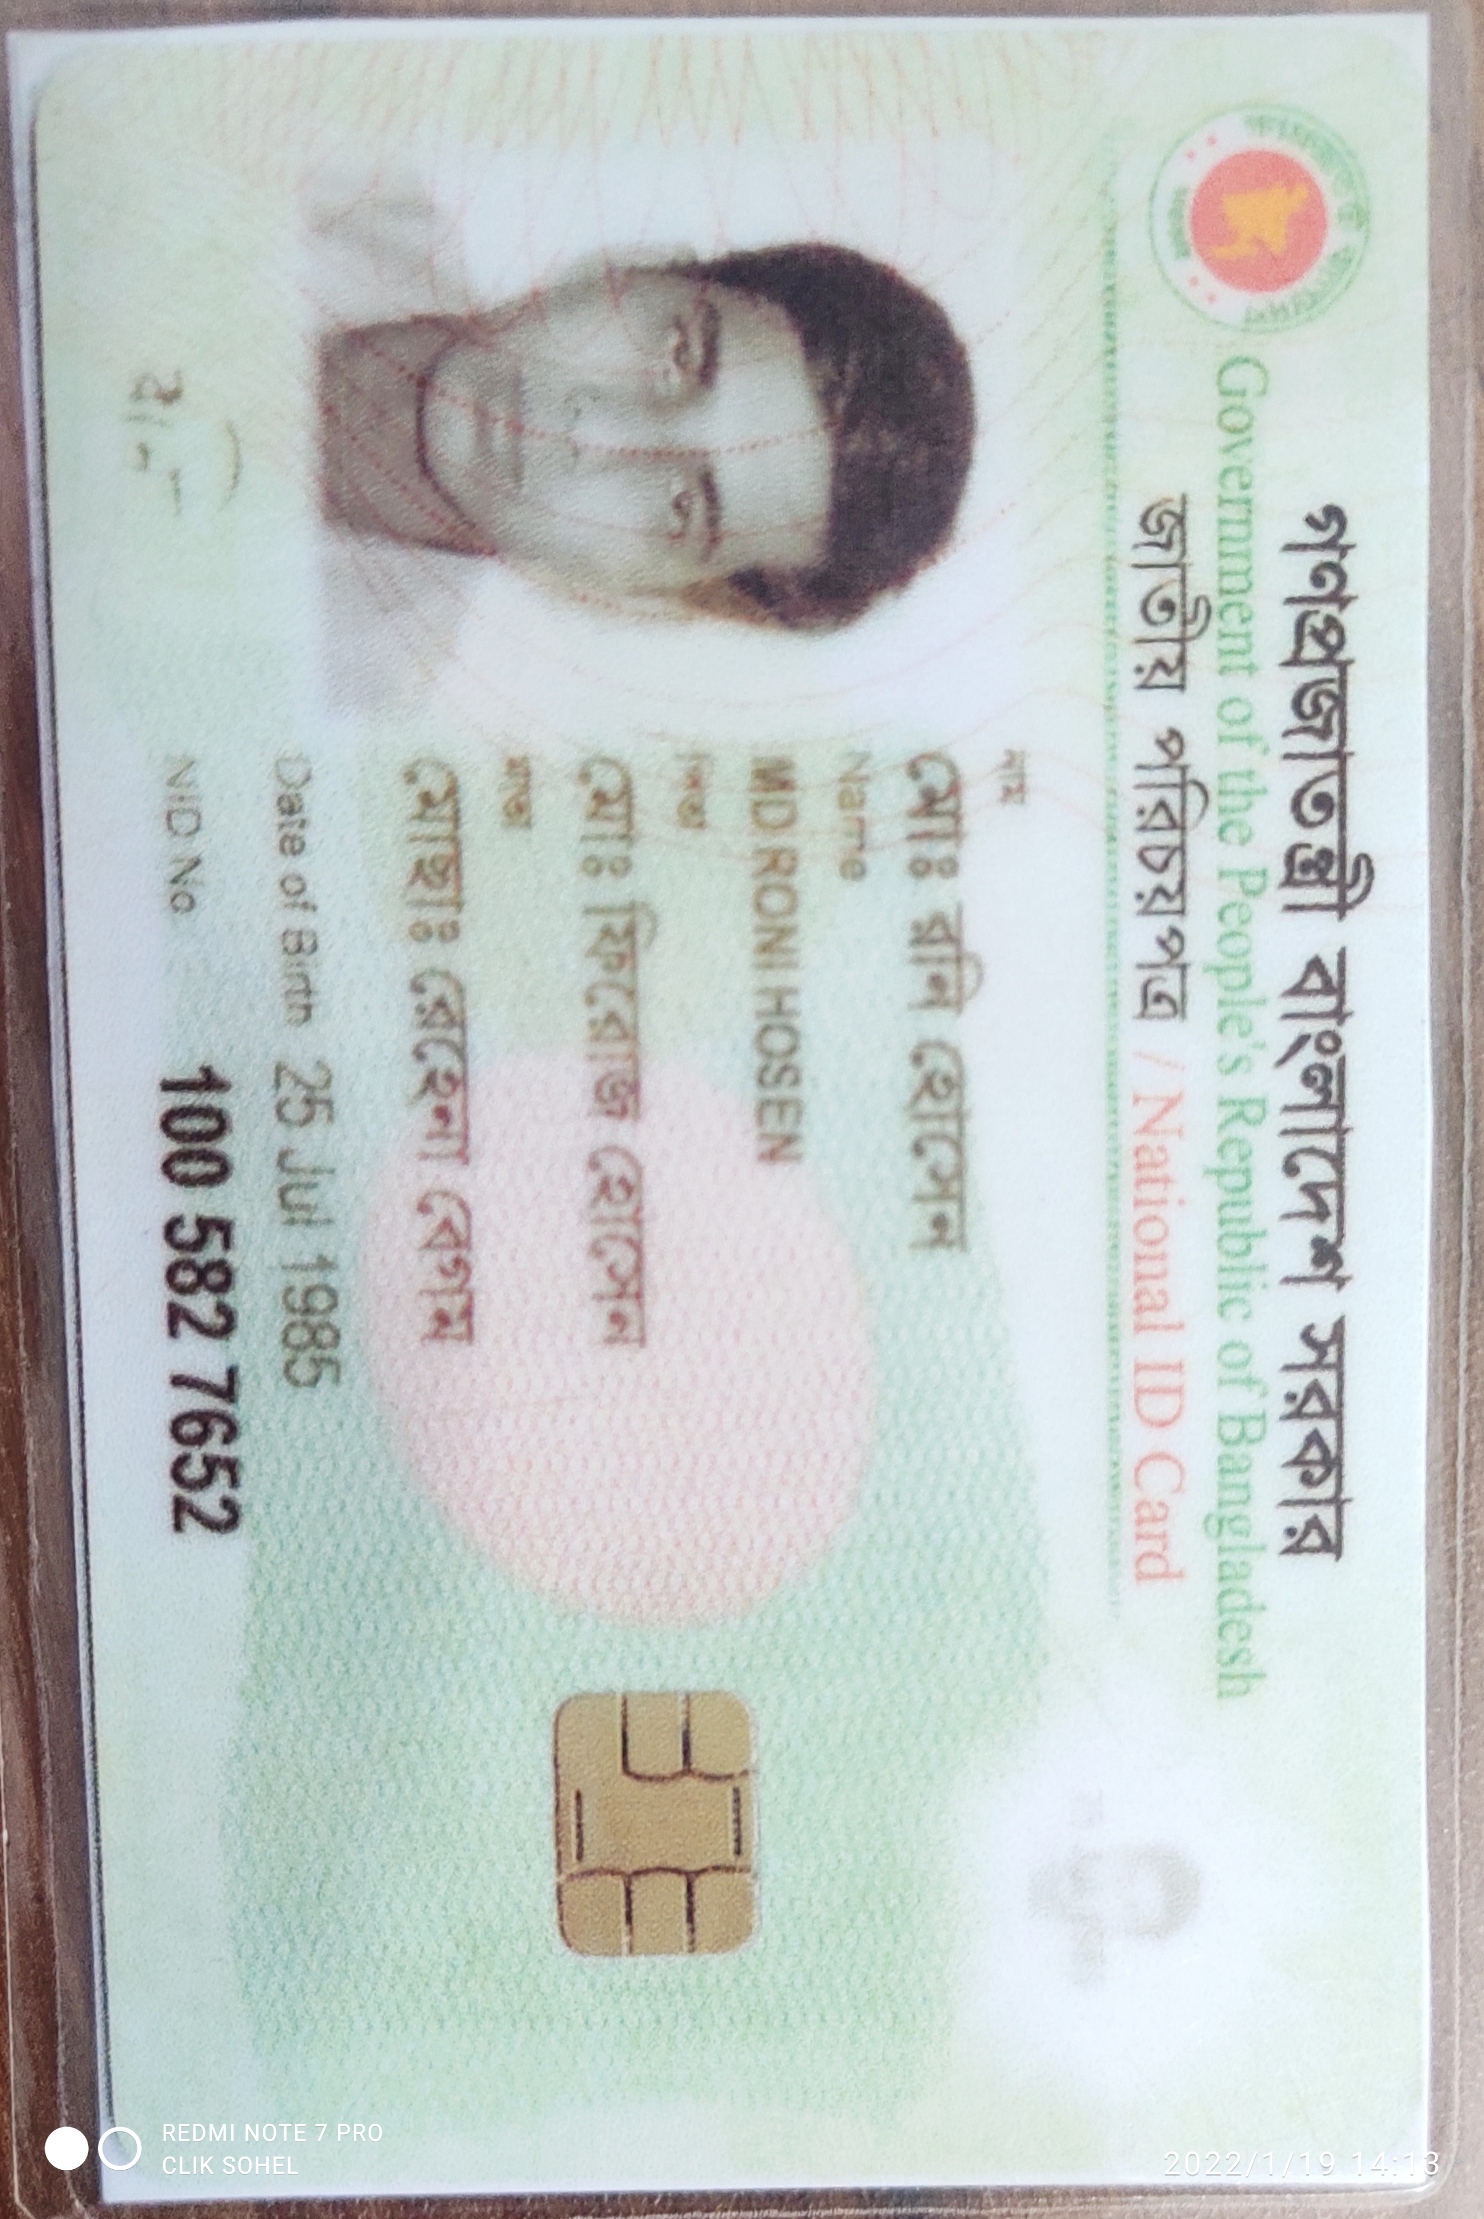 গণপ্রজাতন্ত্রী বাংলাদেশ সরকার
Government of the People's Republic of Bangladesh
জাতীয় পরিচয়পত্র / National ID Card
নাম
মোঃ রনি হোসেন
Name
MD RONI HOSEN
পিতা
মোঃ ফিরোজ হোসেন
মাতা
মোছাঃ রেহেনা বেগম
Date of Birth 25 Jul 1985
NID No 100 582 7652
REDMI NOTE 7 PRO
CLIK SOHEL
2022/1/19 14:13